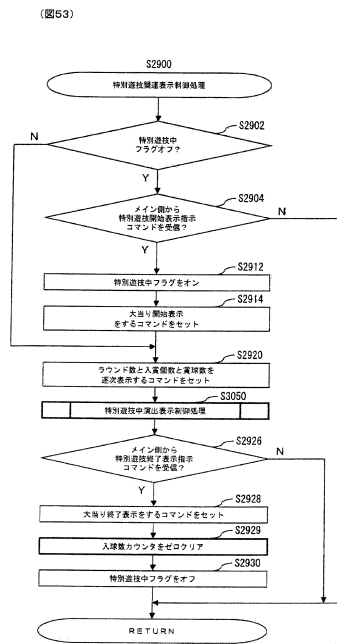 (図53)
S2900
特別遊技関連表示制御処理
S2902
特別遊技中
フラグオフ?
N
Y
S2904
メイン側から
特別遊技開始表示指示
コマンドを受信?
N
Y
S2912
特別遊技中フラグをオン
S2914
大当り開始表示
をするコマンドをセット
S2920
ラウンド数と入賞個数と賞球数を
逐次表示するコマンドをセット
S3050
特別遊技中演出表示制御処理
S2926
メイン側から
特別遊技終了表示指示
コマンドを受信?
N
Y
S2928
大当り終了表示をするコマンドをセット
S2929
入球数カウンタをゼロクリア
S2930
特別遊技中フラグをオフ
RETURN